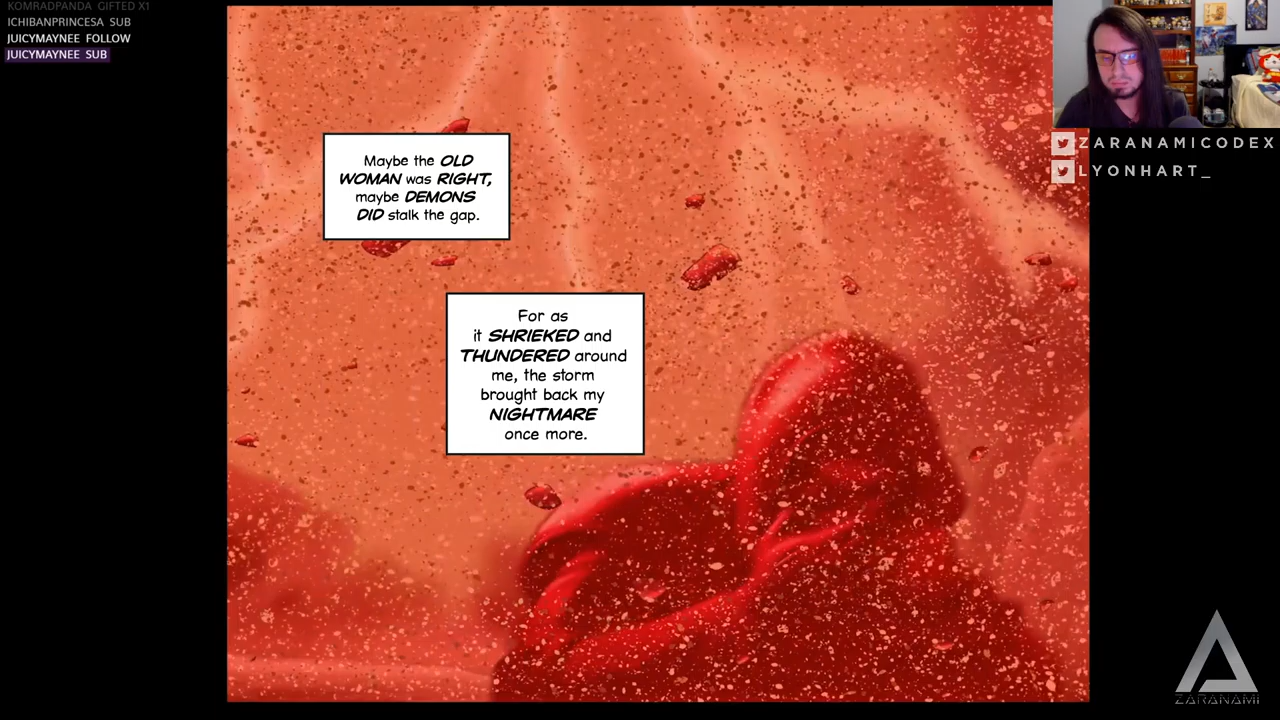 KOMRADPANDA GIFTED X1
ICHIBANPRINCESA SUB
JUICYMAYNEE FOLLOW
JUICYMAYNEE SUB
Maybe the OLD
WOMAN was RIGHT,
maybe DEMONS
DID stalk the gap.
For as
it SHRIEKED and
THUNDERED around
me, the storm
brought back my
NIGHTMARE
once more.
ZARANAMICODEX
LYONHART_
ZARANAMI